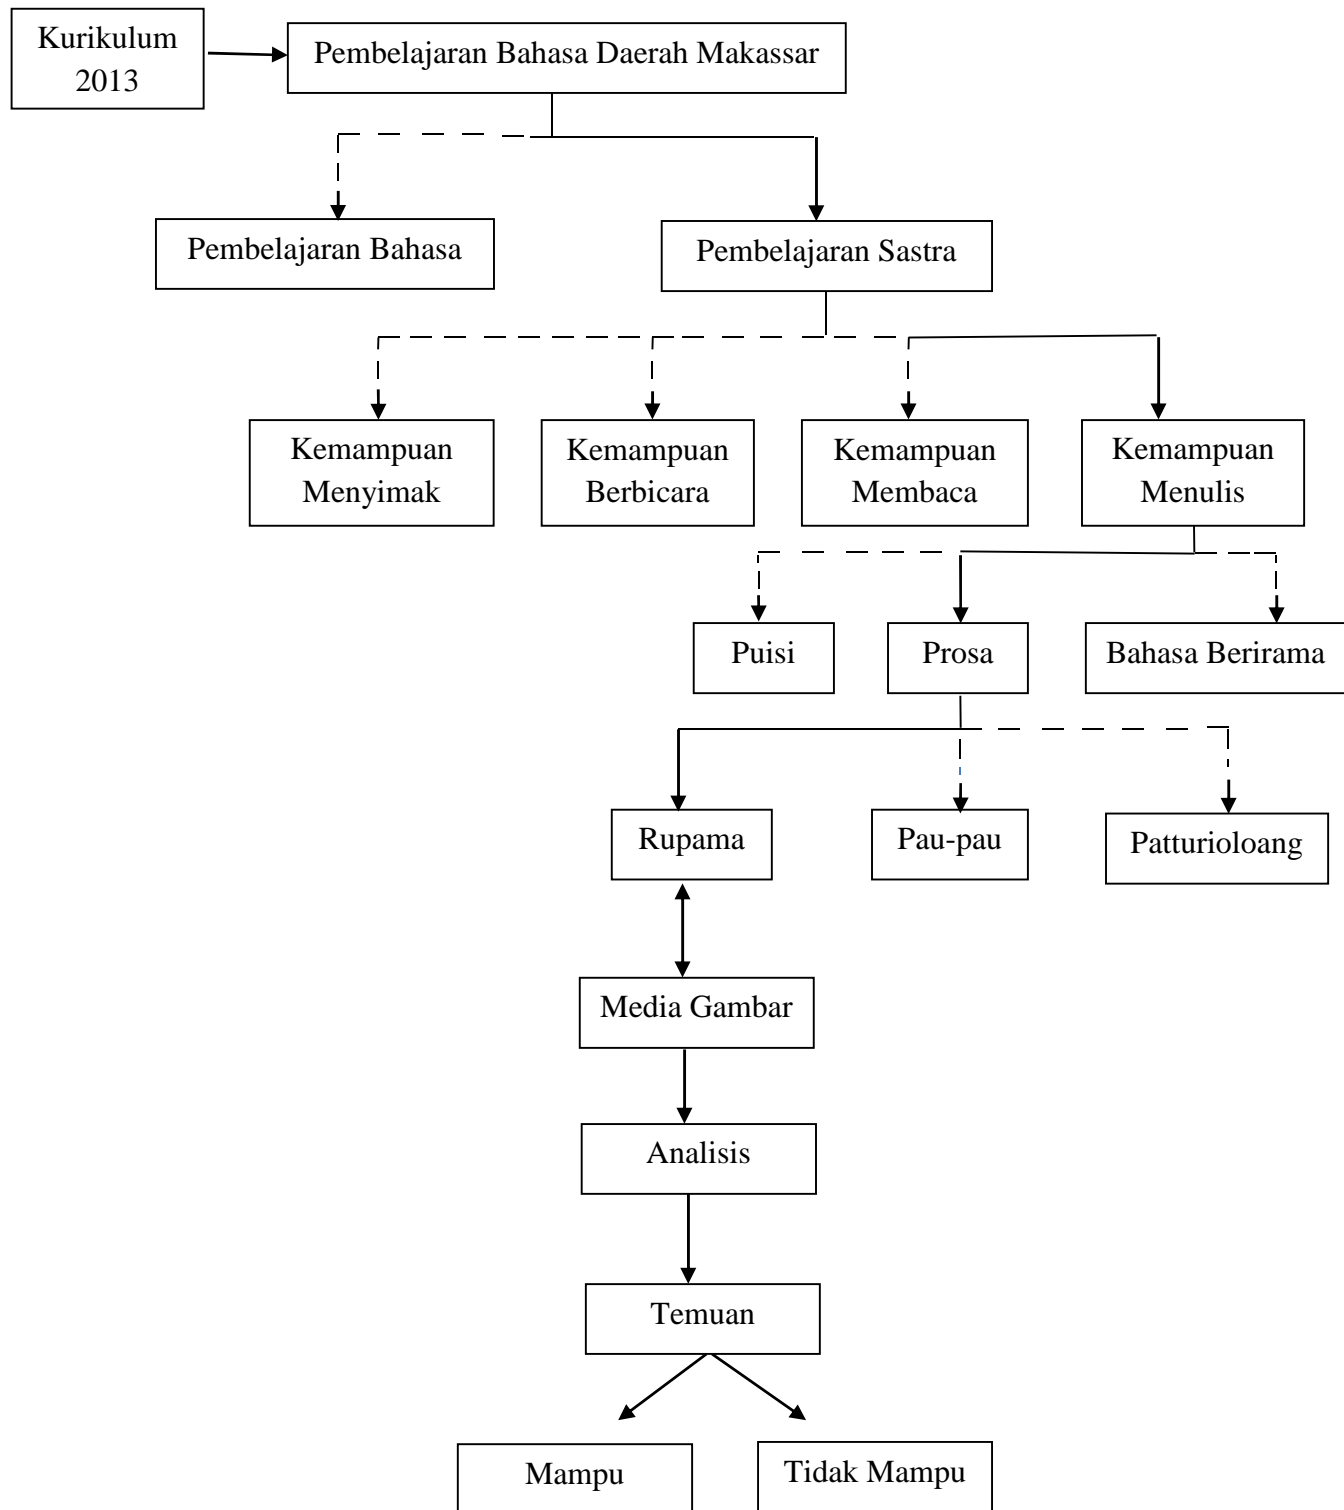 Kurikulum
2013
Pembelajaran Bahasa Daerah Makassar
Pembelajaran Bahasa
Pembelajaran Sastra
Kemampuan
Menyimak
Kemampuan
Berbicara
Kemampuan
Membaca
Kemampuan
Menulis
Puisi
Prosa
Bahasa Berirama
Rupama
Pau-pau
Patturioloang
Media Gambar
Analisis
Temuan
Mampu
Tidak Mampu